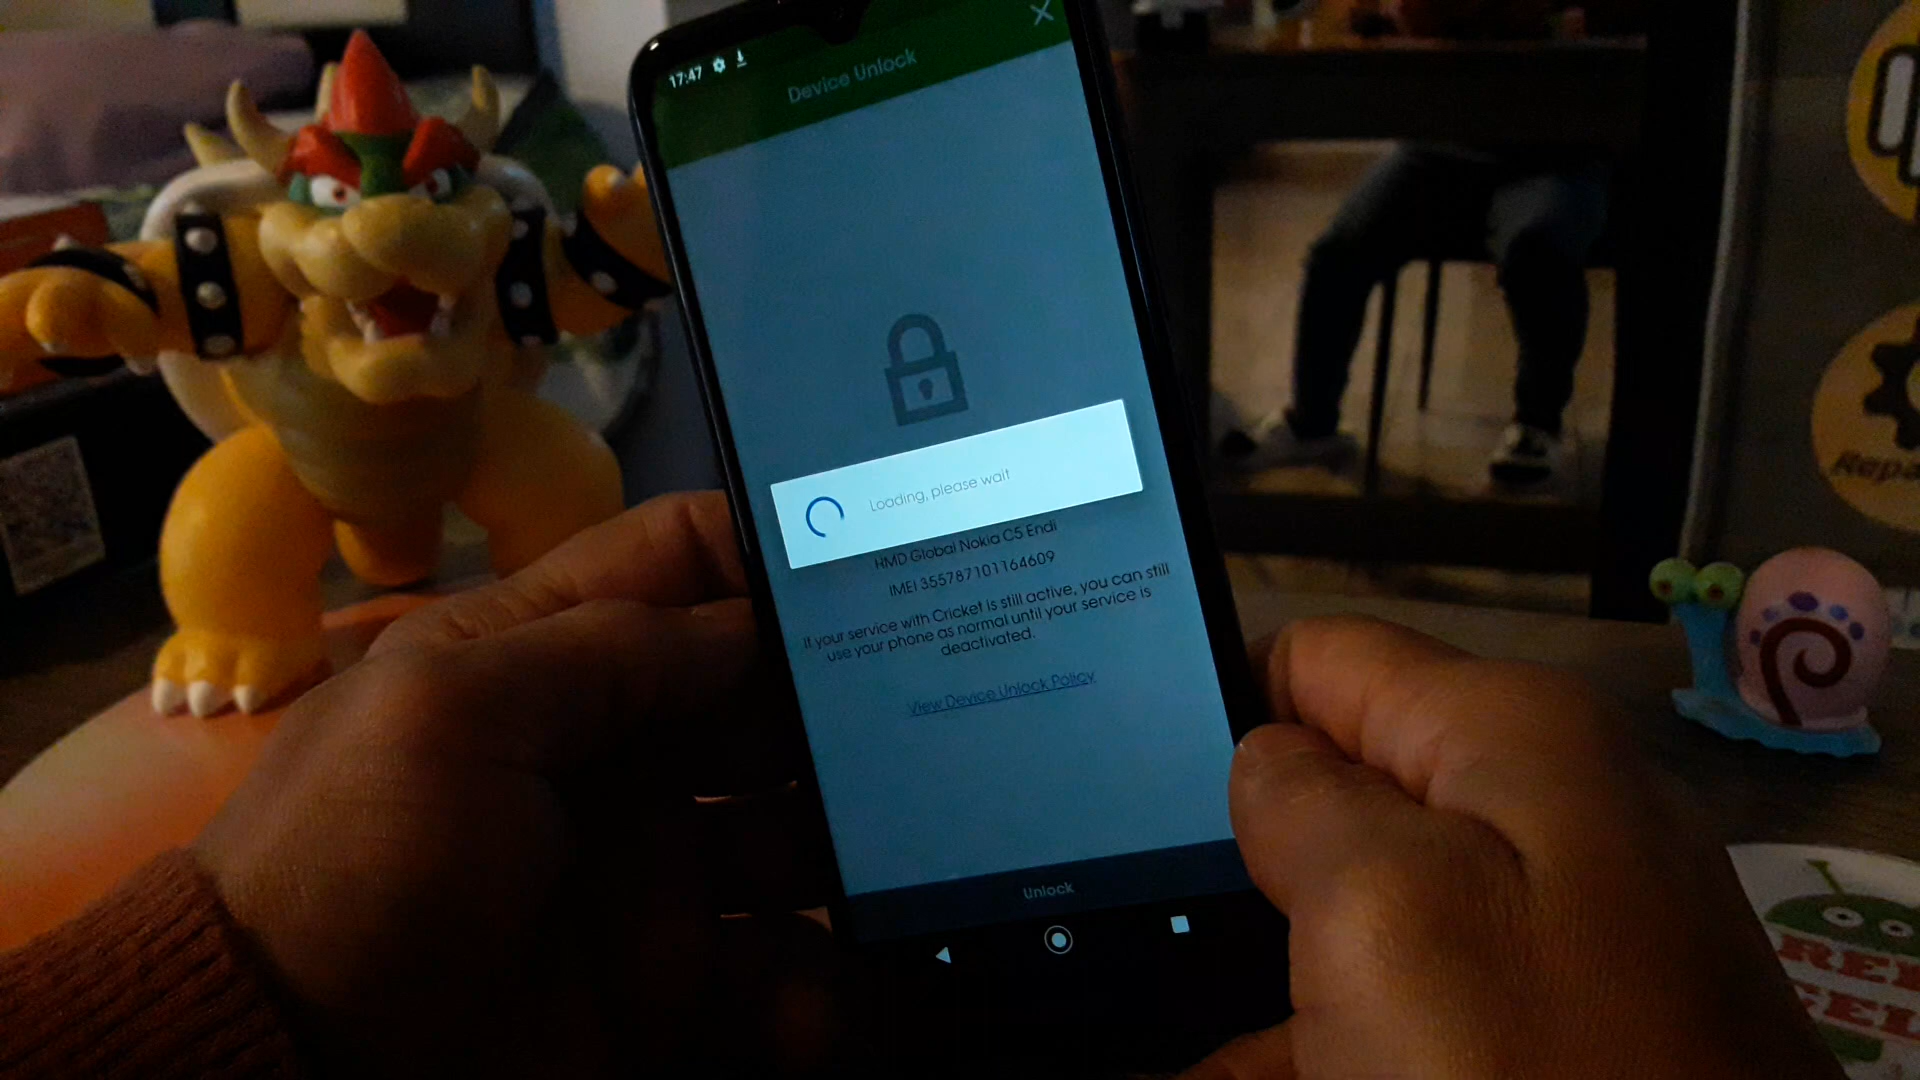 17:47
Device Unlock
Loading, please wait
HMD Global Nokia C5 Endi
IMEI 355787101164609
If your service with Cricket is still active, you can still
use your phone as normal until your service is
deactivated.
View Device Unlock Policy
Unlock
Repa